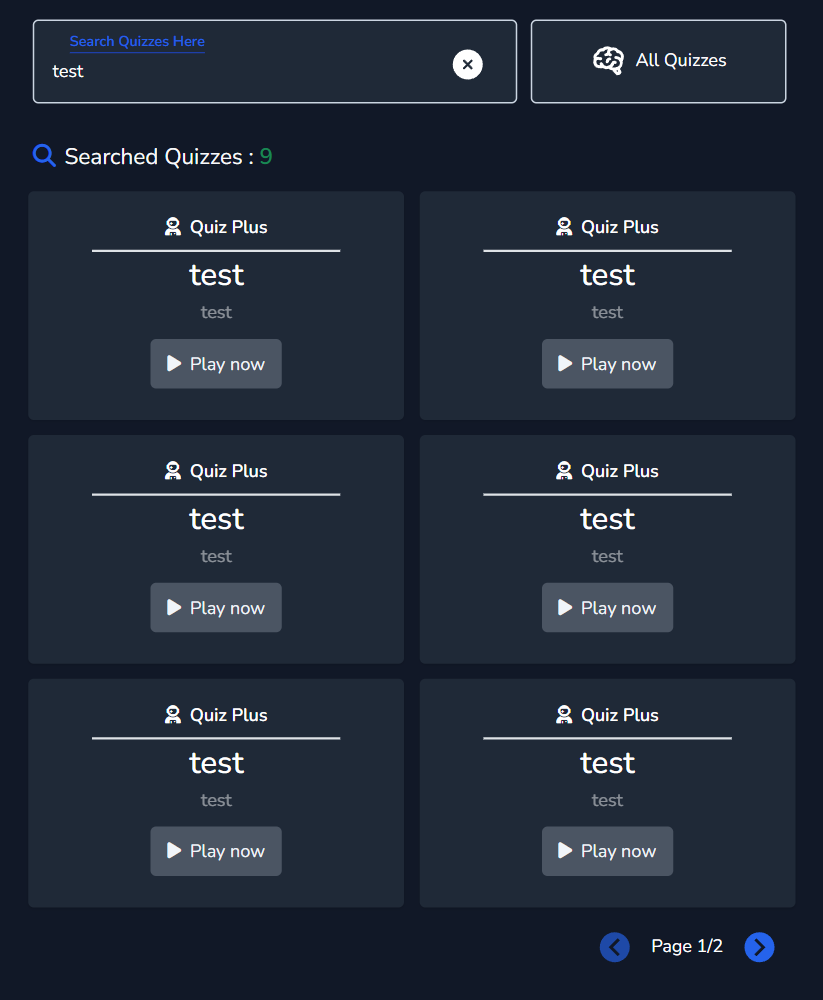 Search Quizzes Here
test
All Quizzes
Searched Quizzes : 9
Quiz Plus
test
test
Play now
Quiz Plus
test
test
Play now
Quiz Plus
test
test
Play now
Quiz Plus
test
test
Play now
Quiz Plus
test
test
Play now
Quiz Plus
test
test
Play now
Page 1/2